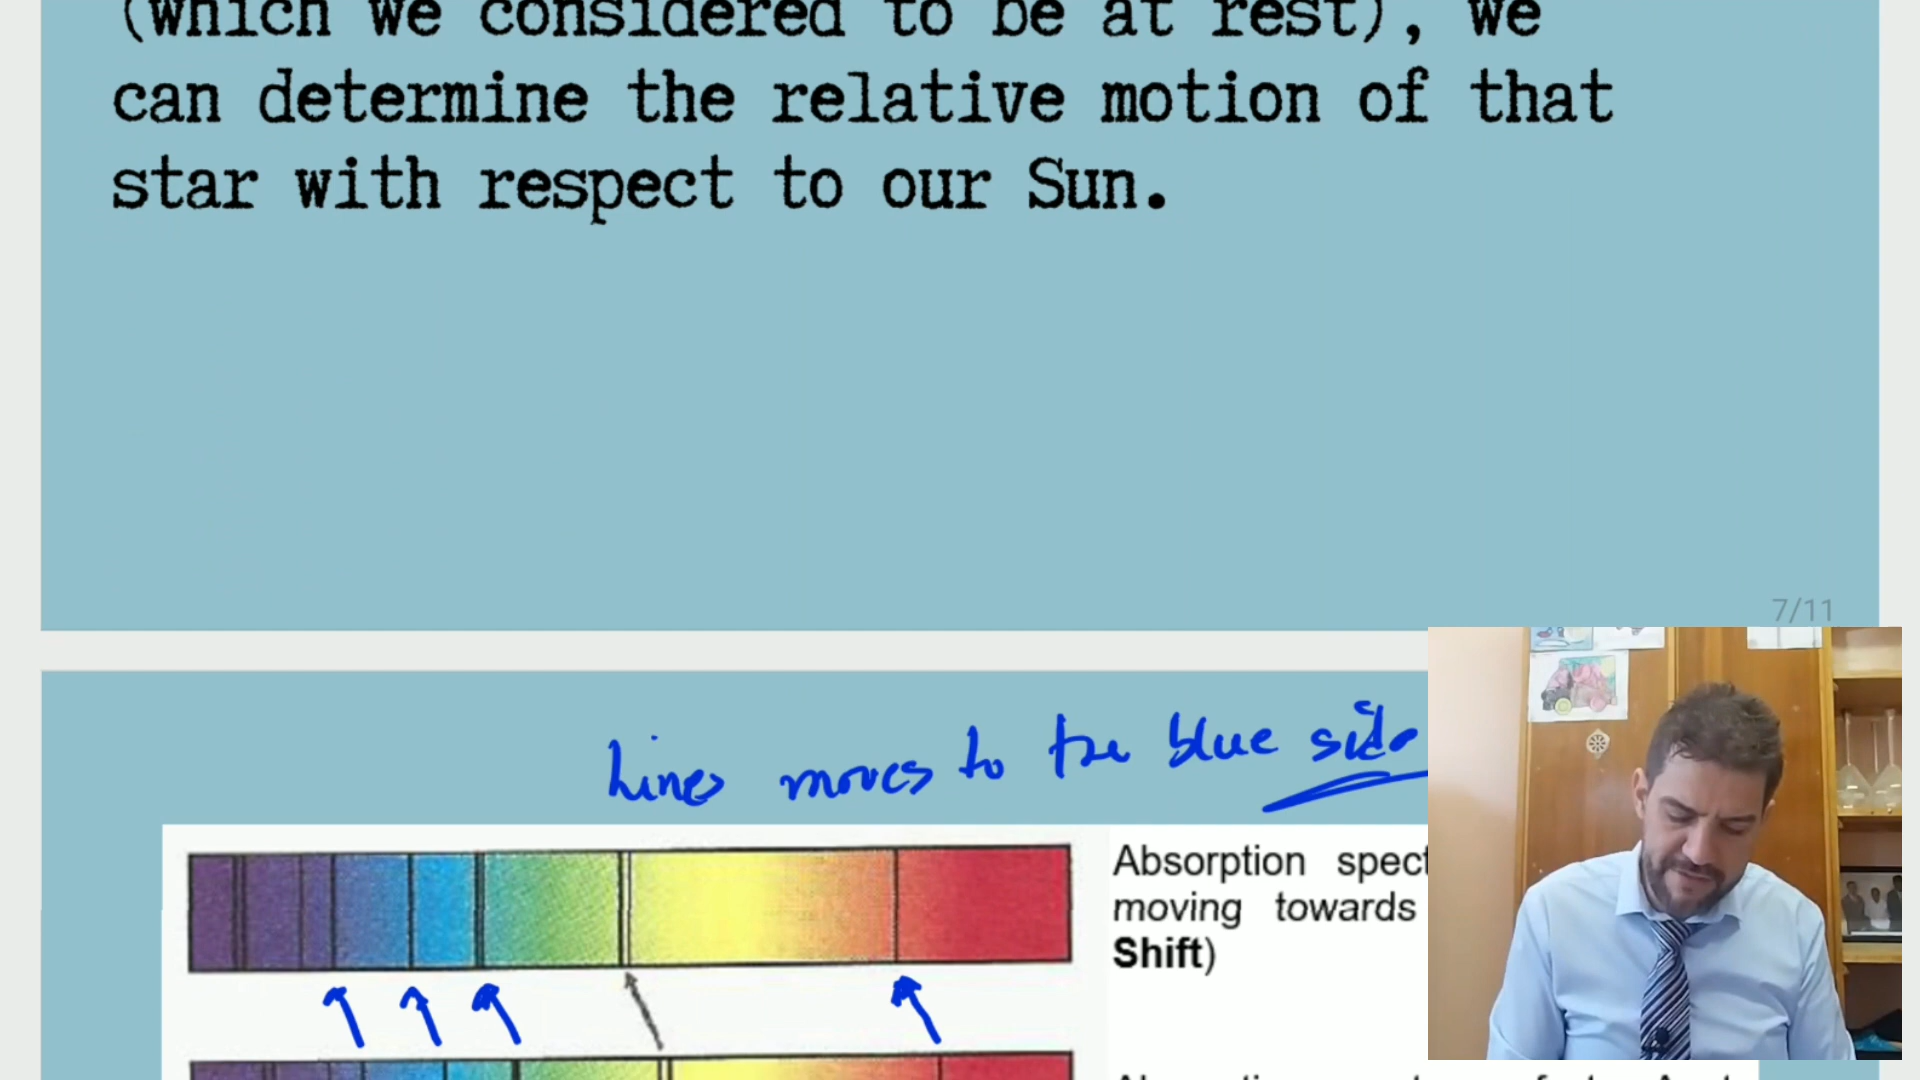 (which we considered to be at rest), we
can determine the relative motion of that
star with respect to our Sun.
7/11
Lines moves to the blue side
Absorption spect
moving towards
Shift)